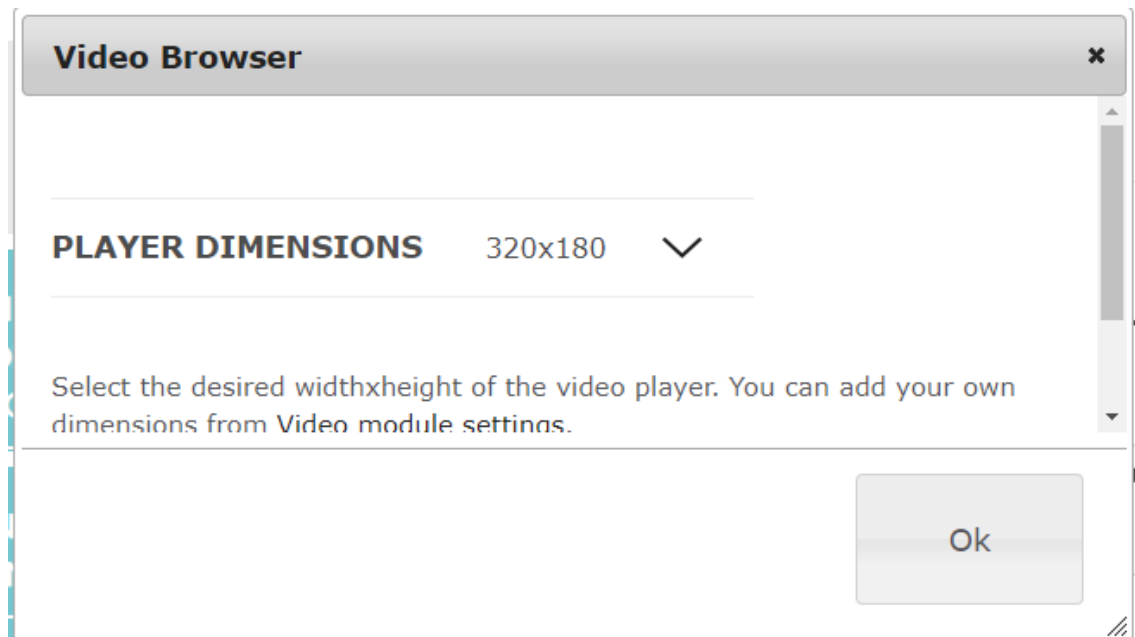 Video Browser
PLAYER DIMENSIONS 320x180
Select the desired widthxheight of the video player. You can add your own
dimensions from Video module settings.
Ok